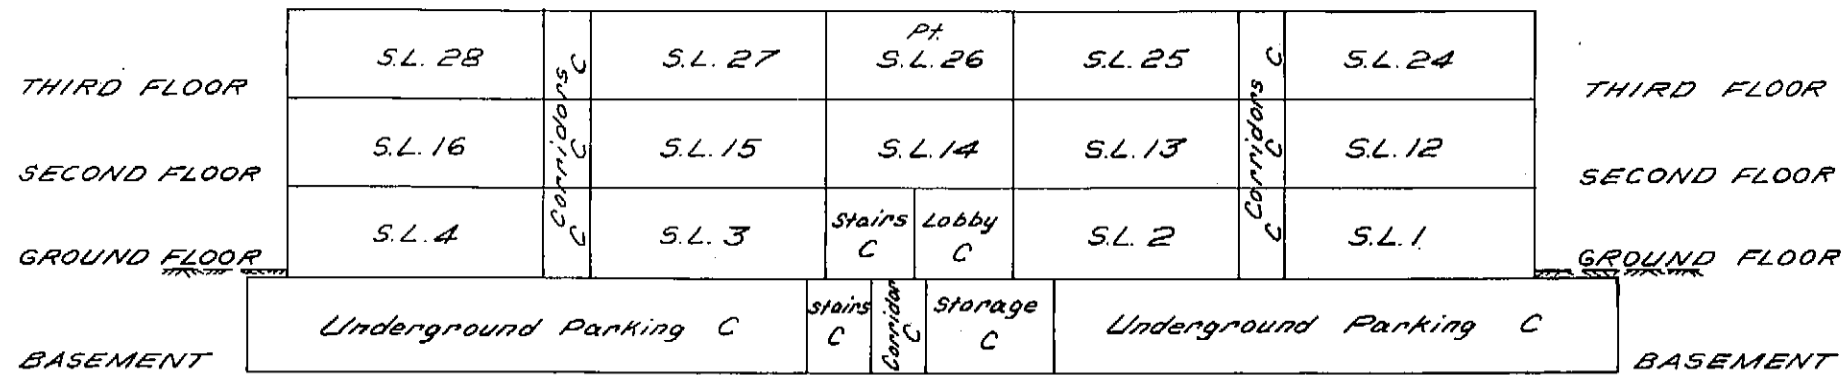 Pt.
S.L. 28
S.L. 27
S.L. 26
S.L. 25
S.L. 24
THIRD FLOOR
THIRD FLOOR
S.L. 16
S.L. 15
S.L. 14
S.L. 13
S.L. 12
SECOND FLOOR
SECOND FLOOR
Corridors
C
C
C
Corridors
C
C
C
S.L. 4
S.L. 3
Stairs
C
Lobby
C
S.L. 2
S.L. 1
GROUND FLOOR
GROUND FLOOR
Underground Parking C
Stairs
C
Corridor
C
Storage
C
Underground Parking C
BASEMENT
BASEMENT